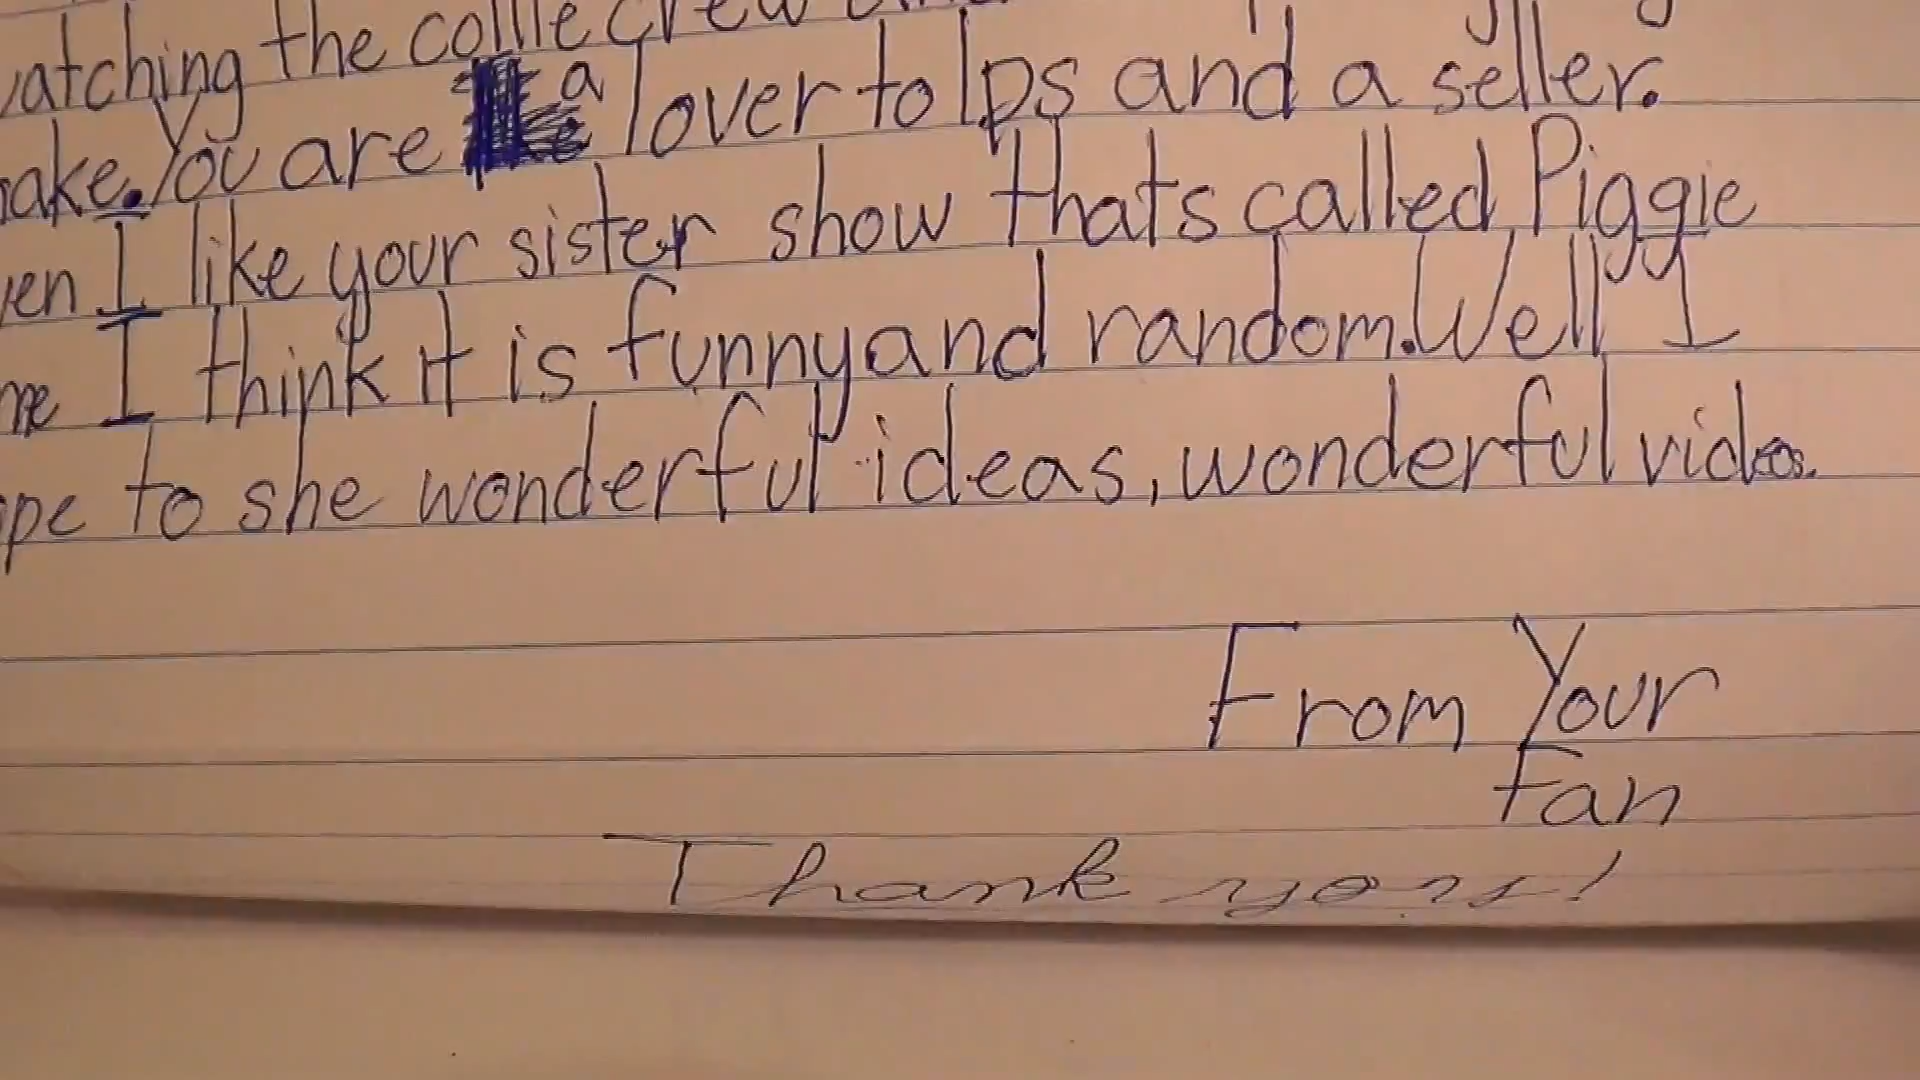 watching the collie crew
make. You are a lover to lps and a seller.
I like your sister show thats called Piggie
I think it is funny and random. Well I
to she wonderful ideas, wonderful video.
From Your
Fan
Thank you!